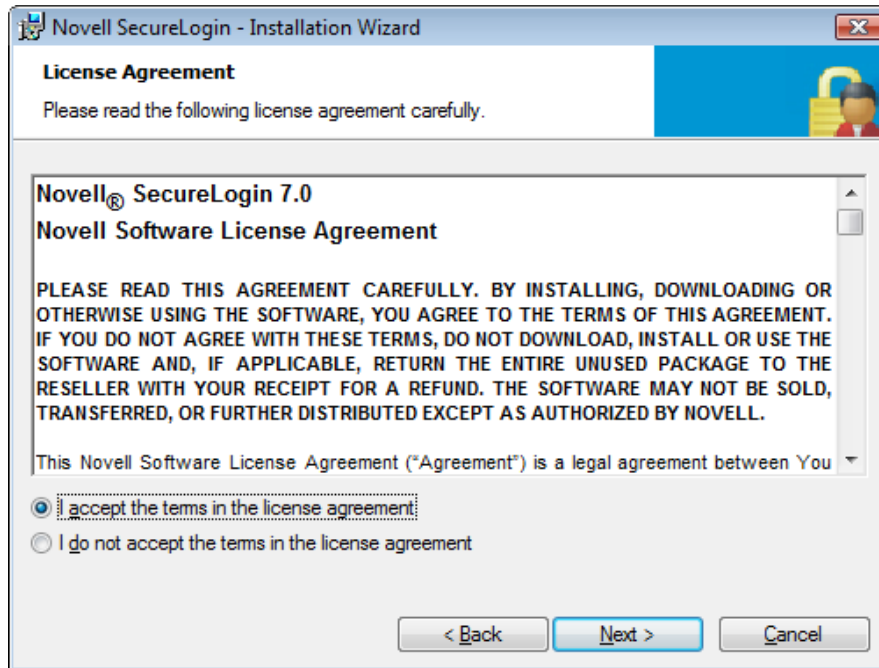 Novell SecureLogin - Installation Wizard
License Agreement
Please read the following license agreement carefully.
Novell® SecureLogin 7.0
Novell Software License Agreement
PLEASE READ THIS AGREEMENT CAREFULLY. BY INSTALLING, DOWNLOADING OR
OTHERWISE USING THE SOFTWARE, YOU AGREE TO THE TERMS OF THIS AGREEMENT.
IF YOU DO NOT AGREE WITH THESE TERMS, DO NOT DOWNLOAD, INSTALL OR USE THE
SOFTWARE AND, IF APPLICABLE, RETURN THE ENTIRE UNUSED PACKAGE TO THE
RESELLER WITH YOUR RECEIPT FOR A REFUND. THE SOFTWARE MAY NOT BE SOLD,
TRANSFERRED, OR FURTHER DISTRIBUTED EXCEPT AS AUTHORIZED BY NOVELL.
This Novell Software License Agreement (“Agreement”) is a legal agreement between You
I accept the terms in the license agreement
I do not accept the terms in the license agreement
< Back
Next >
Cancel